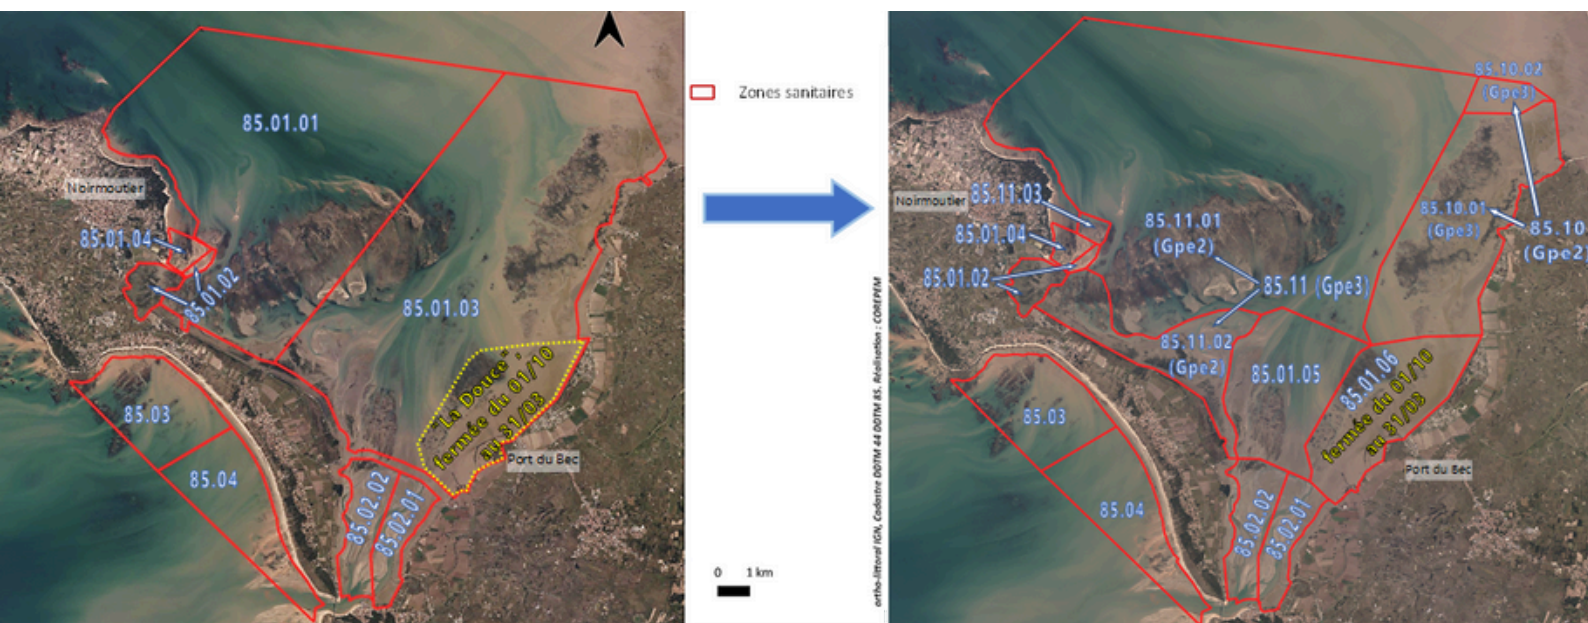 85.01.01
Noirmoutier
85.01.04
85.01.02
85.01.03
"La Douce",
fermée du 01/10
au 31/03
Port du Bec
85.03
85.04
85.02.02
85.02.01
Zones sanitaires
0 1 km
ortho-littoral IGN, Cadastre DDTM 44 DDTM 85. Réalisation : COREPEM
85.10.02
(Gpe3)
Noirmoutier
85.11.03
85.01.04
85.01.02
85.11.01
(Gpe2)
85.10.01
(Gpe3)
85.10
(Gpe2)
85.11 (Gpe3)
85.11.02
(Gpe2)
85.01.05
85.01.06
fermée du 01/10
au 31/03
Port du Bec
85.03
85.04
85.02.02
85.02.01